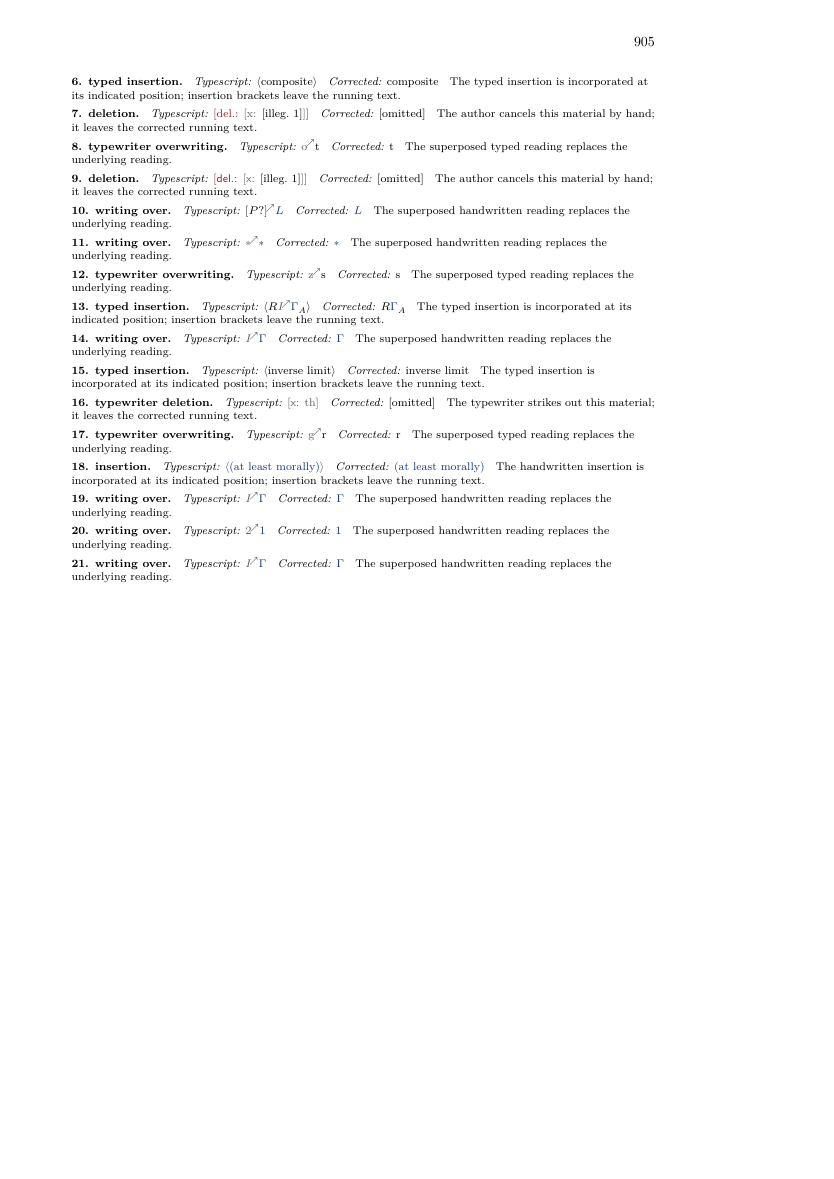 905
6. typed insertion. Typescript: ⟨composite⟩ Corrected: composite The typed insertion is incorporated at
its indicated position; insertion brackets leave the running text.
7. deletion. Typescript: [del.: [x: [illeg. 1]]] Corrected: [omitted] The author cancels this material by hand;
it leaves the corrected running text.
8. typewriter overwriting. Typescript: o↗t Corrected: t The superposed typed reading replaces the
underlying reading.
9. deletion. Typescript: [del.: [x: [illeg. 1]]] Corrected: [omitted] The author cancels this material by hand;
it leaves the corrected running text.
10. writing over. Typescript: [P?]↗L Corrected: L The superposed handwritten reading replaces the
underlying reading.
11. writing over. Typescript: *↗* Corrected: * The superposed handwritten reading replaces the
underlying reading.
12. typewriter overwriting. Typescript: z↗s Corrected: s The superposed typed reading replaces the
underlying reading.
13. typed insertion. Typescript: ⟨RI↗Γ_A⟩ Corrected: RΓ_A The typed insertion is incorporated at its
indicated position; insertion brackets leave the running text.
14. writing over. Typescript: I↗Γ Corrected: Γ The superposed handwritten reading replaces the
underlying reading.
15. typed insertion. Typescript: ⟨inverse limit⟩ Corrected: inverse limit The typed insertion is
incorporated at its indicated position; insertion brackets leave the running text.
16. typewriter deletion. Typescript: [x: th] Corrected: [omitted] The typewriter strikes out this material;
it leaves the corrected running text.
17. typewriter overwriting. Typescript: g↗r Corrected: r The superposed typed reading replaces the
underlying reading.
18. insertion. Typescript: ⟨(at least morally)⟩ Corrected: (at least morally) The handwritten insertion is
incorporated at its indicated position; insertion brackets leave the running text.
19. writing over. Typescript: I↗Γ Corrected: Γ The superposed handwritten reading replaces the
underlying reading.
20. writing over. Typescript: 2↗1 Corrected: 1 The superposed handwritten reading replaces the
underlying reading.
21. writing over. Typescript: I↗Γ Corrected: Γ The superposed handwritten reading replaces the
underlying reading.